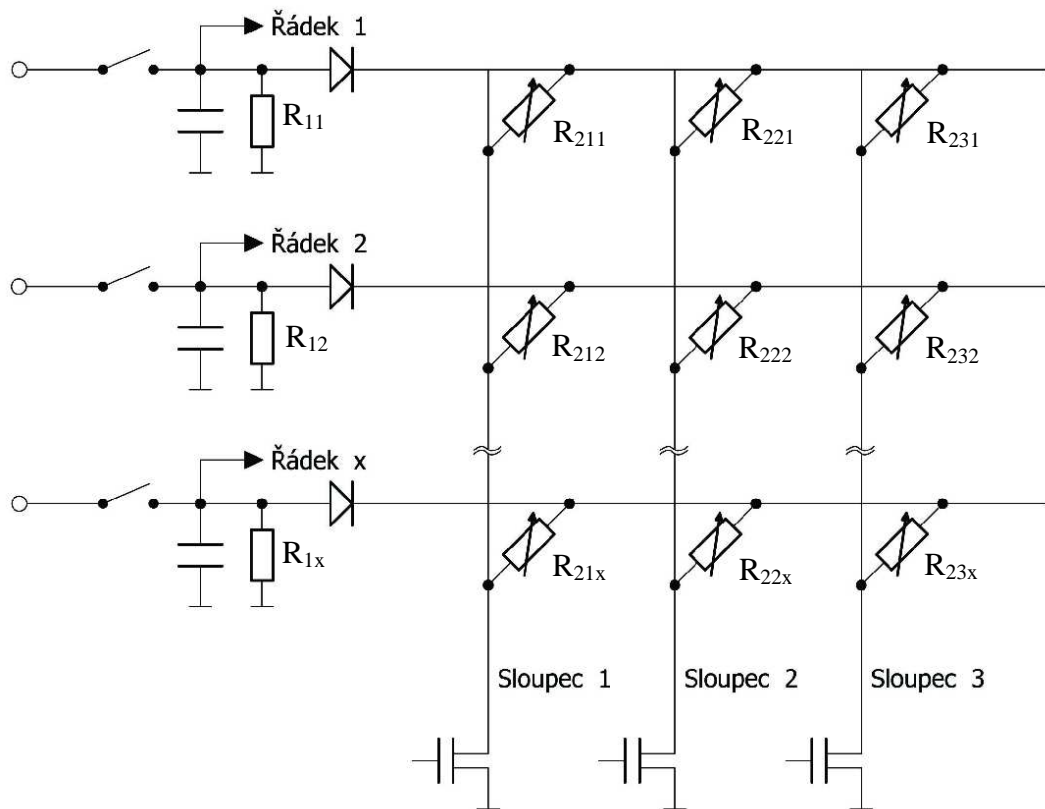 Řádek 1
R11
R211
R221
R231
Řádek 2
R12
R212
R222
R232
Řádek x
R1x
R21x
R22x
R23x
Sloupec 1
Sloupec 2
Sloupec 3